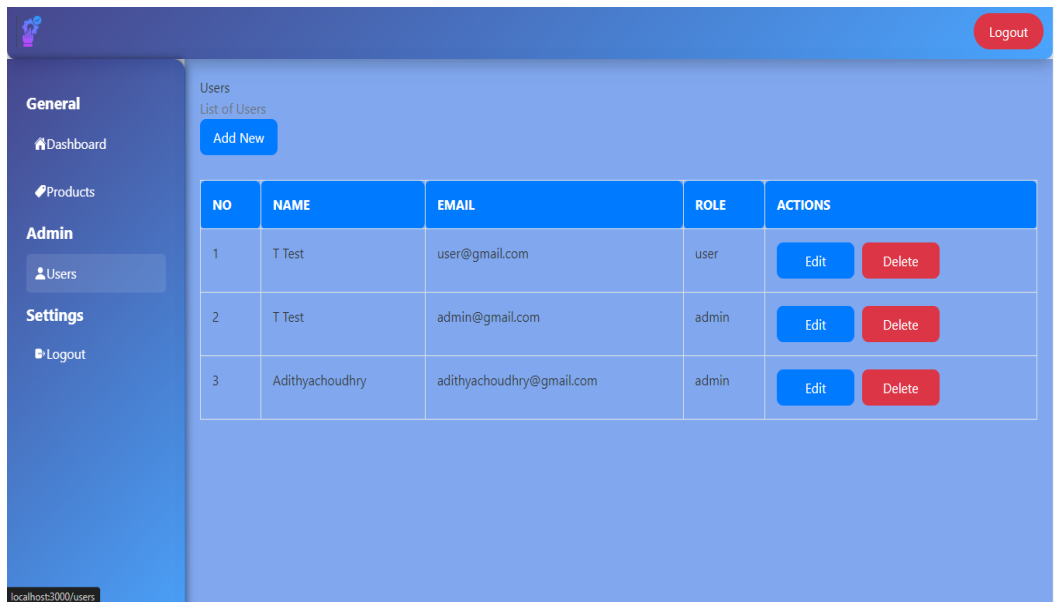 Logout
General
Dashboard
Products
Admin
Users
Settings
Logout
Users
List of Users
Add New
NO NAME EMAIL ROLE ACTIONS
1 T Test user@gmail.com user Edit Delete
2 T Test admin@gmail.com admin Edit Delete
3 Adithyachoudhry adithyachoudhry@gmail.com admin Edit Delete
localhost:3000/users